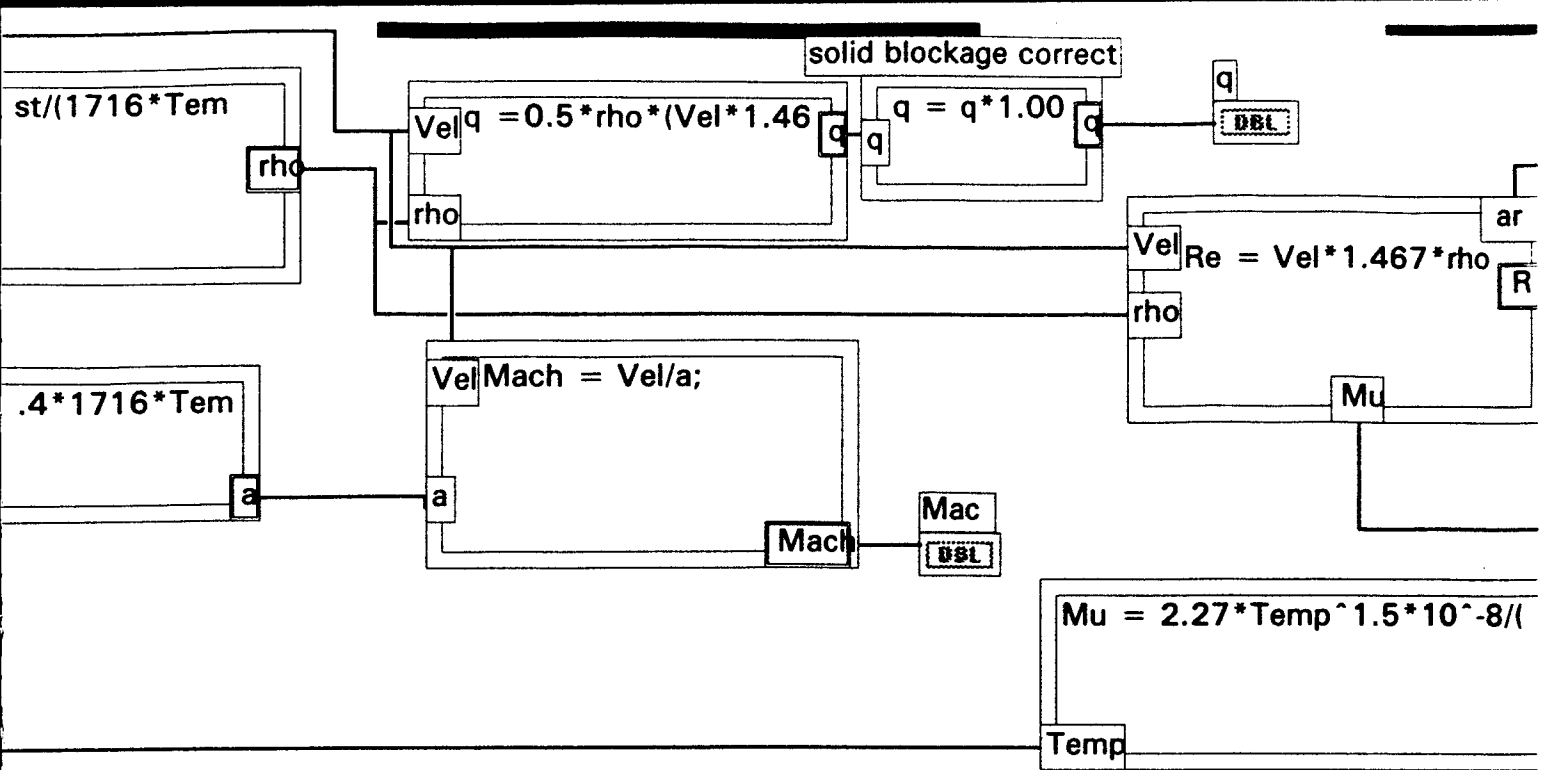 solid blockage correct
st/(1716*Tem
rho
Vel
q =0.5*rho*(Vel*1.46
q
rho
q
q = q*1.00
q
q
DBL
ar
Vel
Re = Vel*1.467*rho
R
rho
Mu
.4*1716*Tem
a
Vel
Mach = Vel/a;
a
Mach
Mac
DBL
Mu = 2.27*Temp^1.5*10^-8/(
Temp